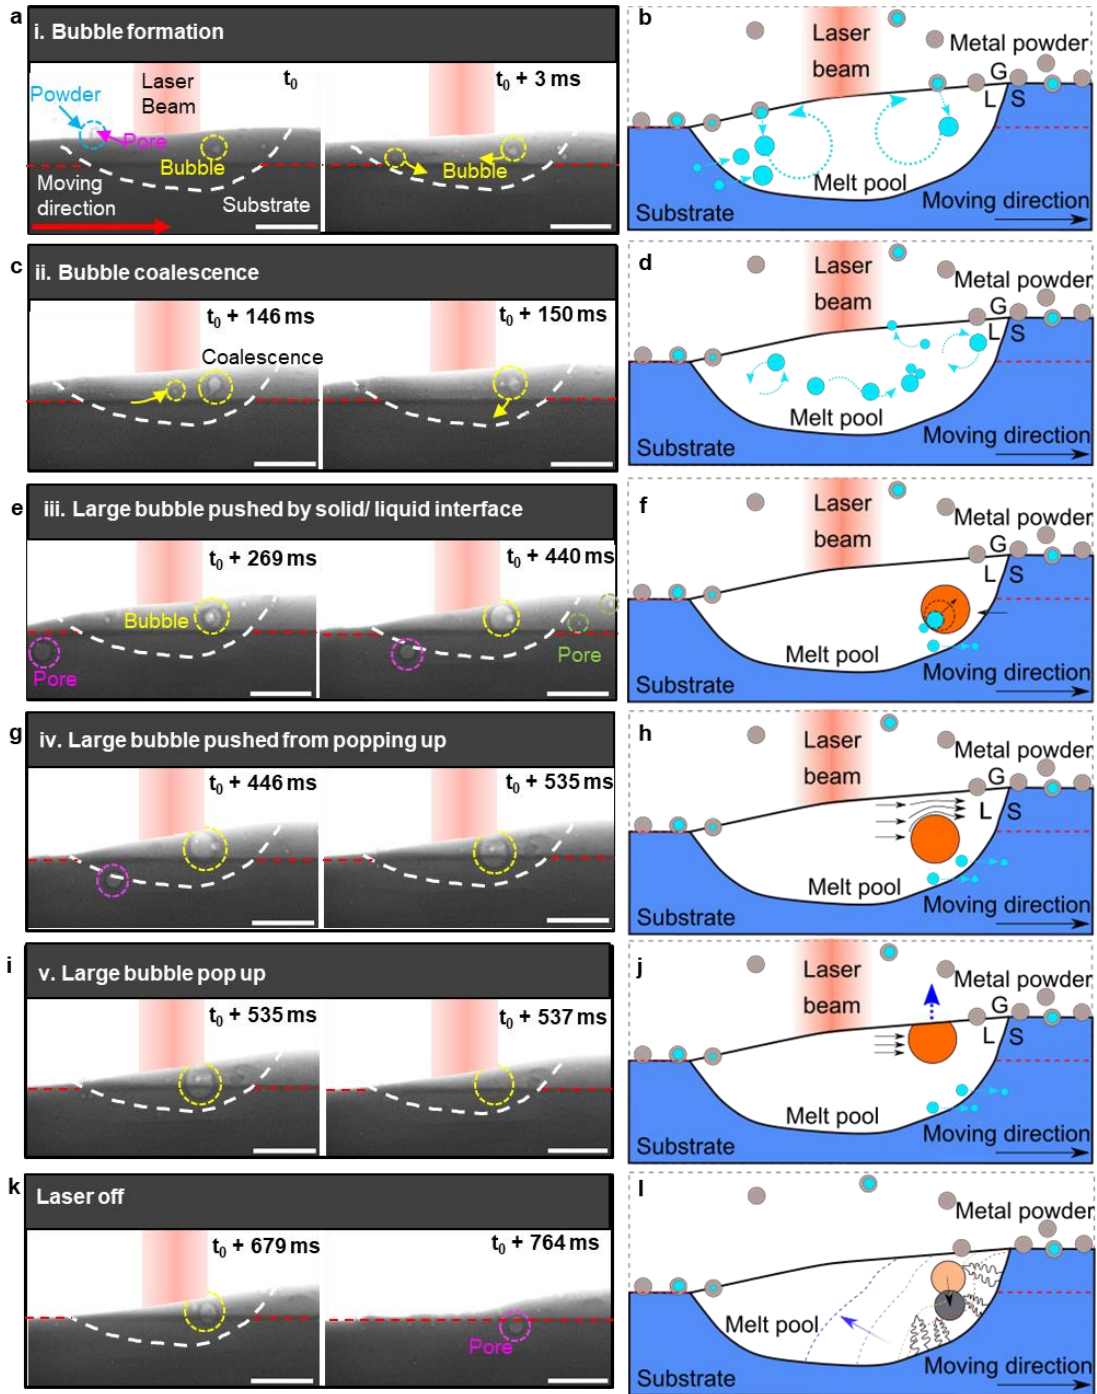 a
i. Bubble formation
Powder
Laser
Beam
t0
Pore
Bubble
Moving
direction
Substrate
t0 + 3 ms
Bubble
b
Laser
beam
Metal powder
G
L S
Melt pool
Substrate
Moving direction
c
ii. Bubble coalescence
t0 + 146 ms
Coalescence
t0 + 150 ms
d
Laser
beam
Metal powder
G
L S
Melt pool
Substrate
Moving direction
e
iii. Large bubble pushed by solid/ liquid interface
t0 + 269 ms
Bubble
Pore
t0 + 440 ms
Pore
f
Laser
beam
Metal powder
G
L S
Melt pool
Substrate
Moving direction
g
iv. Large bubble pushed from popping up
t0 + 446 ms
t0 + 535 ms
h
Laser
beam
Metal powder
G
L S
Melt pool
Substrate
Moving direction
i
v. Large bubble pop up
t0 + 535 ms
t0 + 537 ms
j
Laser
beam
Metal powder
G
L S
Melt pool
Substrate
Moving direction
k
Laser off
t0 + 679 ms
t0 + 764 ms
Pore
l
Metal powder
Melt pool
Substrate
Moving direction